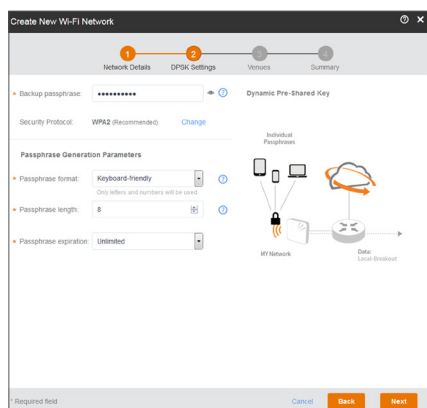 Create New Wi-Fi Network
1 2 3 4
Network Details DPSK Settings Venues Summary
* Backup passphrase: ••••••••••
Dynamic Pre-Shared Key
Security Protocol: WPA2 (Recommended) Change
Individual
Passphrases
Passphrase Generation Parameters
* Passphrase format: Keyboard-friendly
Only letters and numbers will be used
* Passphrase length: 8
* Passphrase expiration: Unlimited
MY Network
Data:
Local-Breakout
* Required field
Cancel Back Next